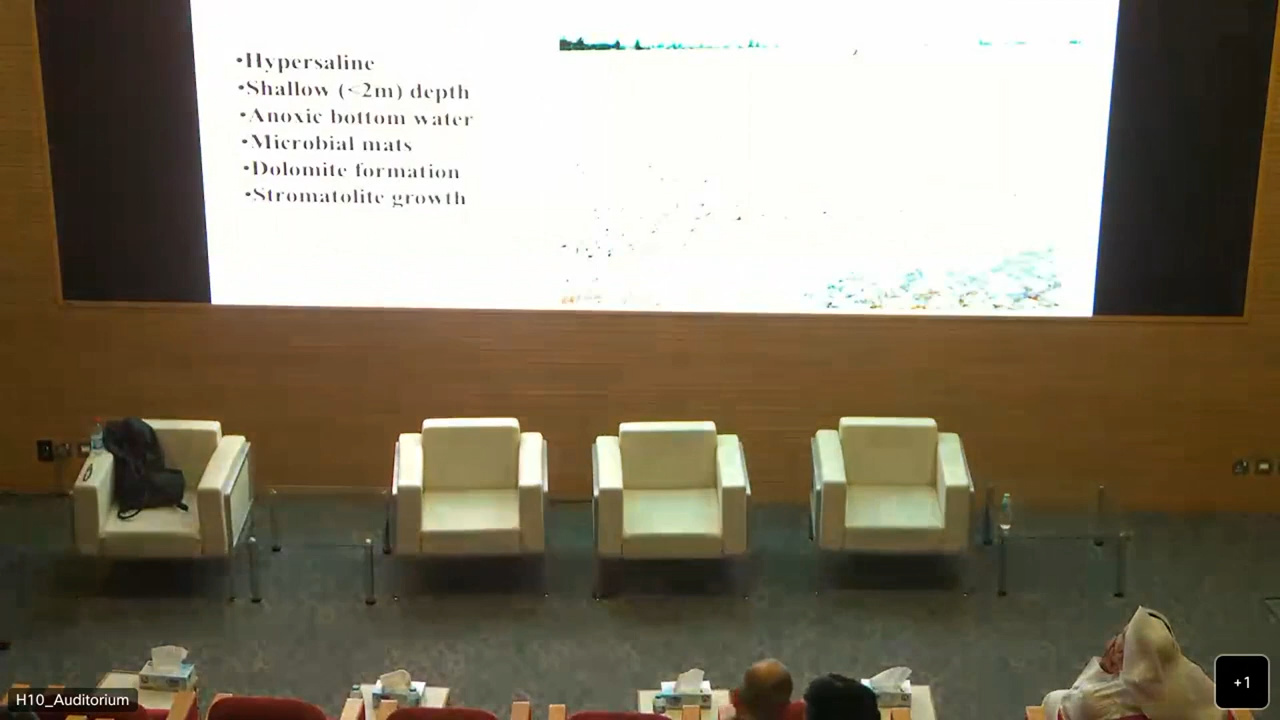 •Hypersaline
•Shallow (<2m) depth
•Anoxic bottom water
•Microbial mats
•Dolomite formation
•Stromatolite growth
H10_Auditorium
+1